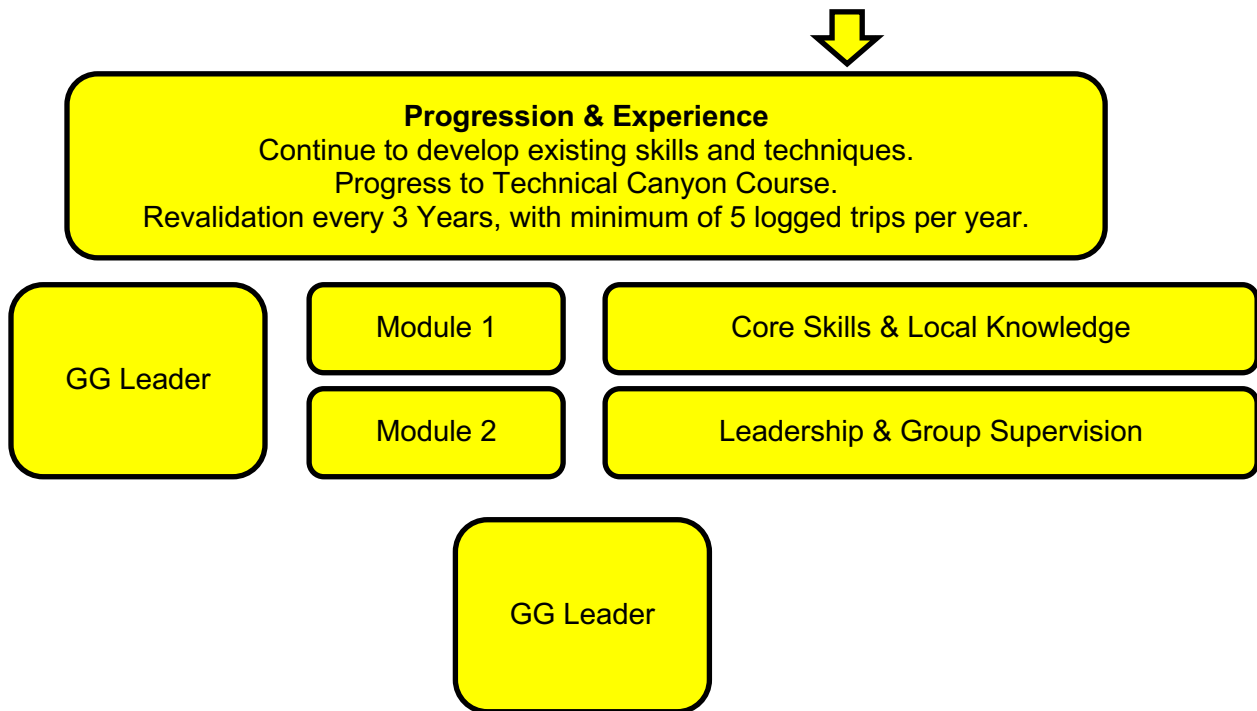 Progression & Experience
Continue to develop existing skills and techniques.
Progress to Technical Canyon Course.
Revalidation every 3 Years, with minimum of 5 logged trips per year.
GG Leader
Module 1
Core Skills & Local Knowledge
Module 2
Leadership & Group Supervision
GG Leader